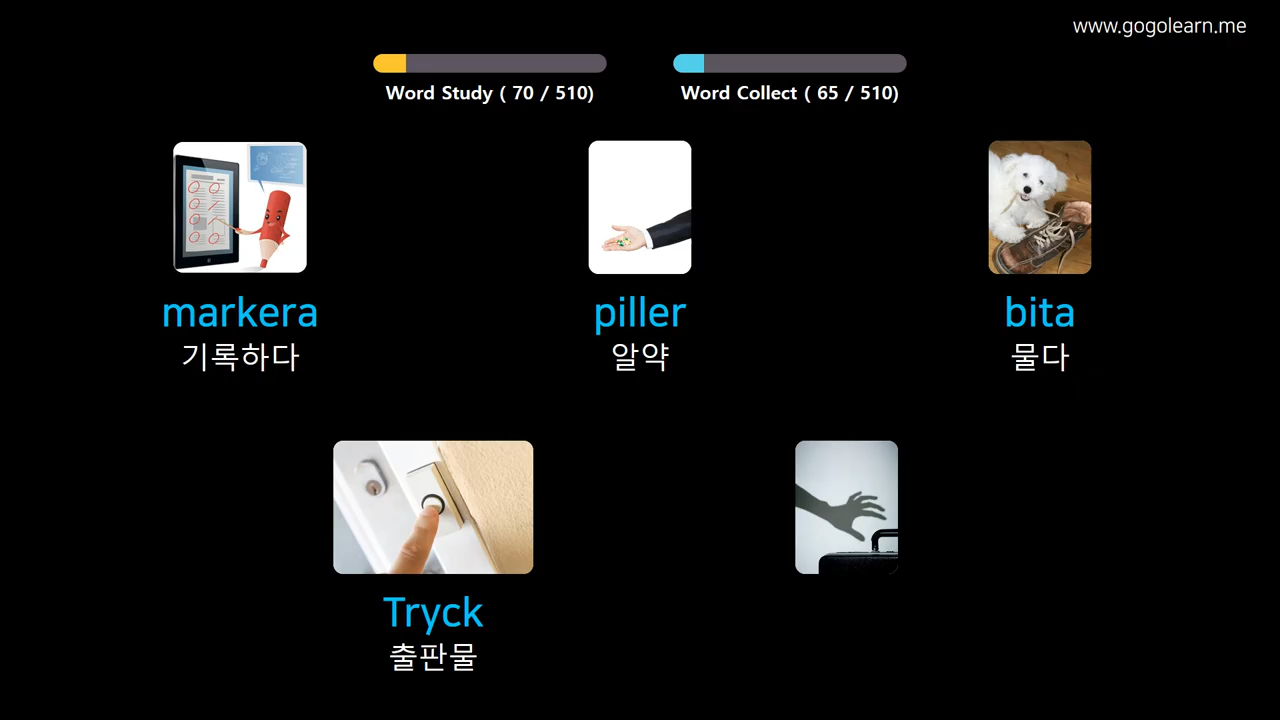 www.gogolearn.me
Word Study ( 70 / 510)
Word Collect ( 65 / 510)
markera
기록하다
piller
알약
bita
물다
Tryck
출판물